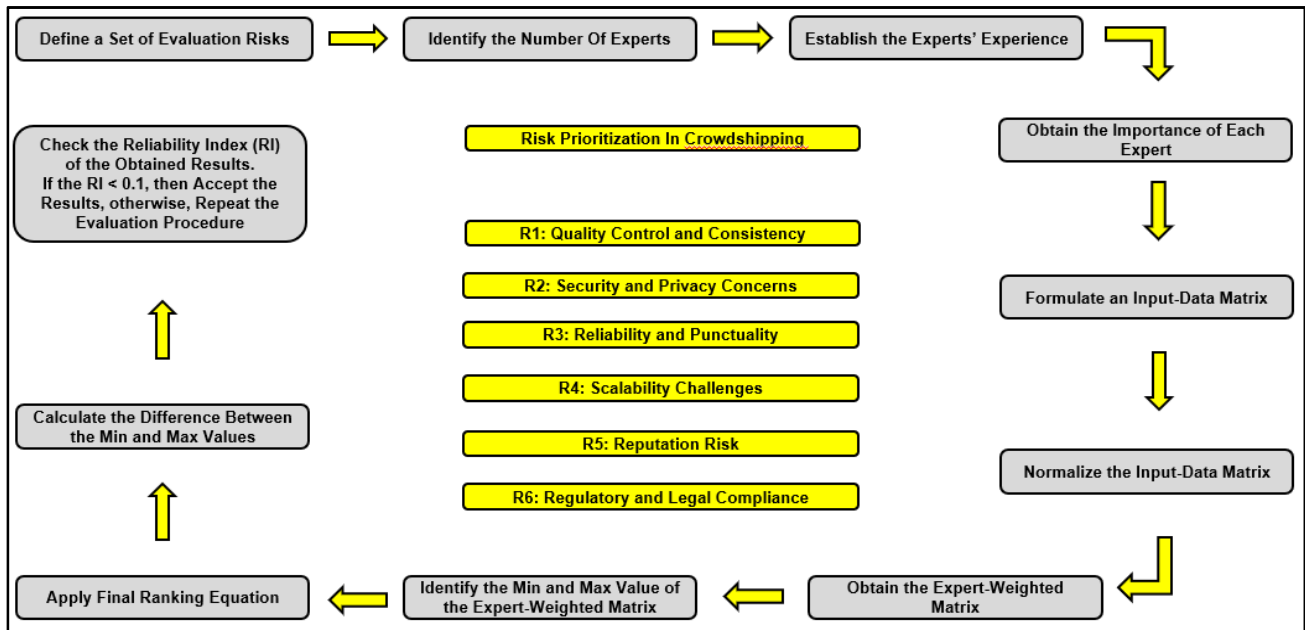 Define a Set of Evaluation Risks
Identify the Number Of Experts
Establish the Experts' Experience
Obtain the Importance of Each
Expert
Formulate an Input-Data Matrix
Normalize the Input-Data Matrix
Obtain the Expert-Weighted
Matrix
Identify the Min and Max Value of
the Expert-Weighted Matrix
Apply Final Ranking Equation
Calculate the Difference Between
the Min and Max Values
Check the Reliability Index (RI)
of the Obtained Results.
If the RI < 0.1, then Accept the
Results, otherwise, Repeat the
Evaluation Procedure
Risk Prioritization In Crowdshipping
R1: Quality Control and Consistency
R2: Security and Privacy Concerns
R3: Reliability and Punctuality
R4: Scalability Challenges
R5: Reputation Risk
R6: Regulatory and Legal Compliance